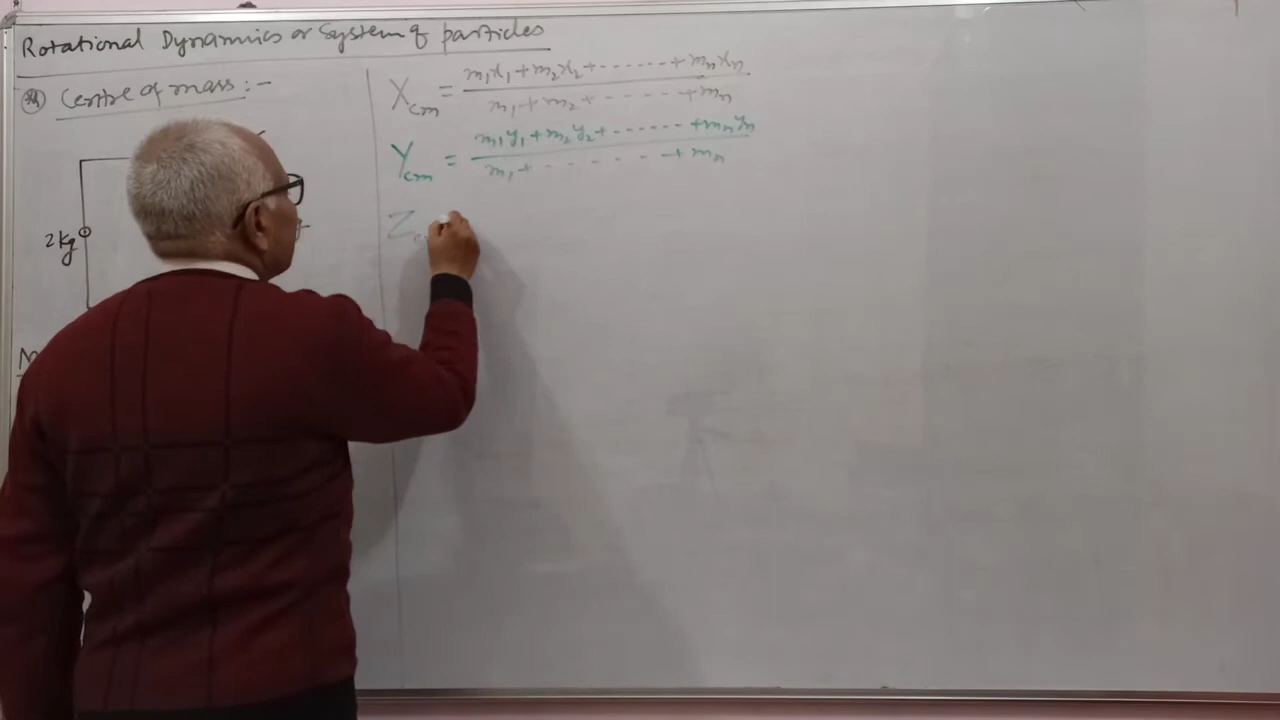 Rotational Dynamics or System of particles
Centre of mass :-
2kg
X_cm = (m₁x₁ + m₂x₂ + ...... + mₙxₙ) / (m₁ + m₂ + ...... + mₙ)
Y_cm = (m₁y₁ + m₂y₂ + ...... + mₙyₙ) / (m₁ + ...... + mₙ)
Z